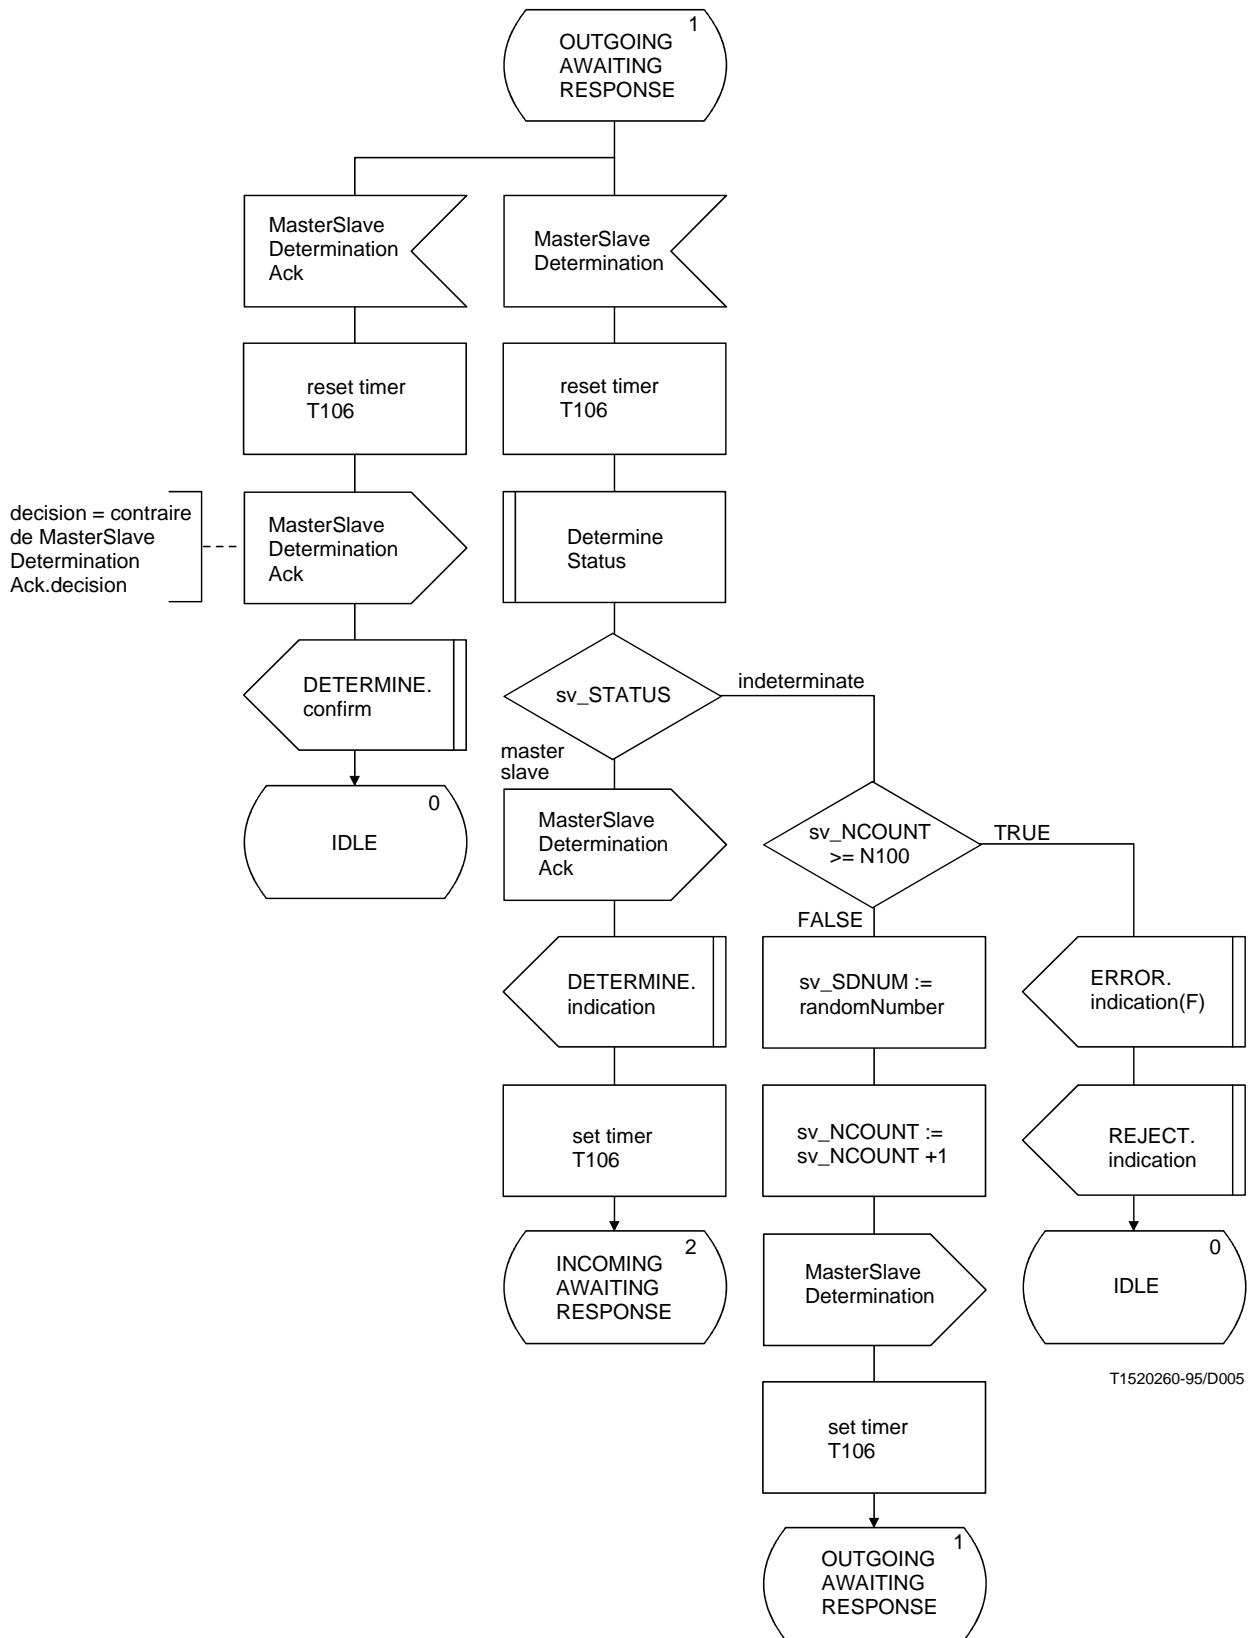 1
OUTGOING
AWAITING
RESPONSE
MasterSlave
Determination
Ack
MasterSlave
Determination
reset timer
T106
reset timer
T106
decision = contraire
de MasterSlave
Determination
Ack.decision
MasterSlave
Determination
Ack
Determine
Status
DETERMINE.
confirm
sv_STATUS
indeterminate
master
slave
0
IDLE
MasterSlave
Determination
Ack
sv_NCOUNT
>= N100
TRUE
FALSE
DETERMINE.
indication
sv_SDNUM :=
randomNumber
ERROR.
indication(F)
set timer
T106
sv_NCOUNT :=
sv_NCOUNT +1
REJECT.
indication
2
INCOMING
AWAITING
RESPONSE
MasterSlave
Determination
0
IDLE
T1520260-95/D005
set timer
T106
1
OUTGOING
AWAITING
RESPONSE